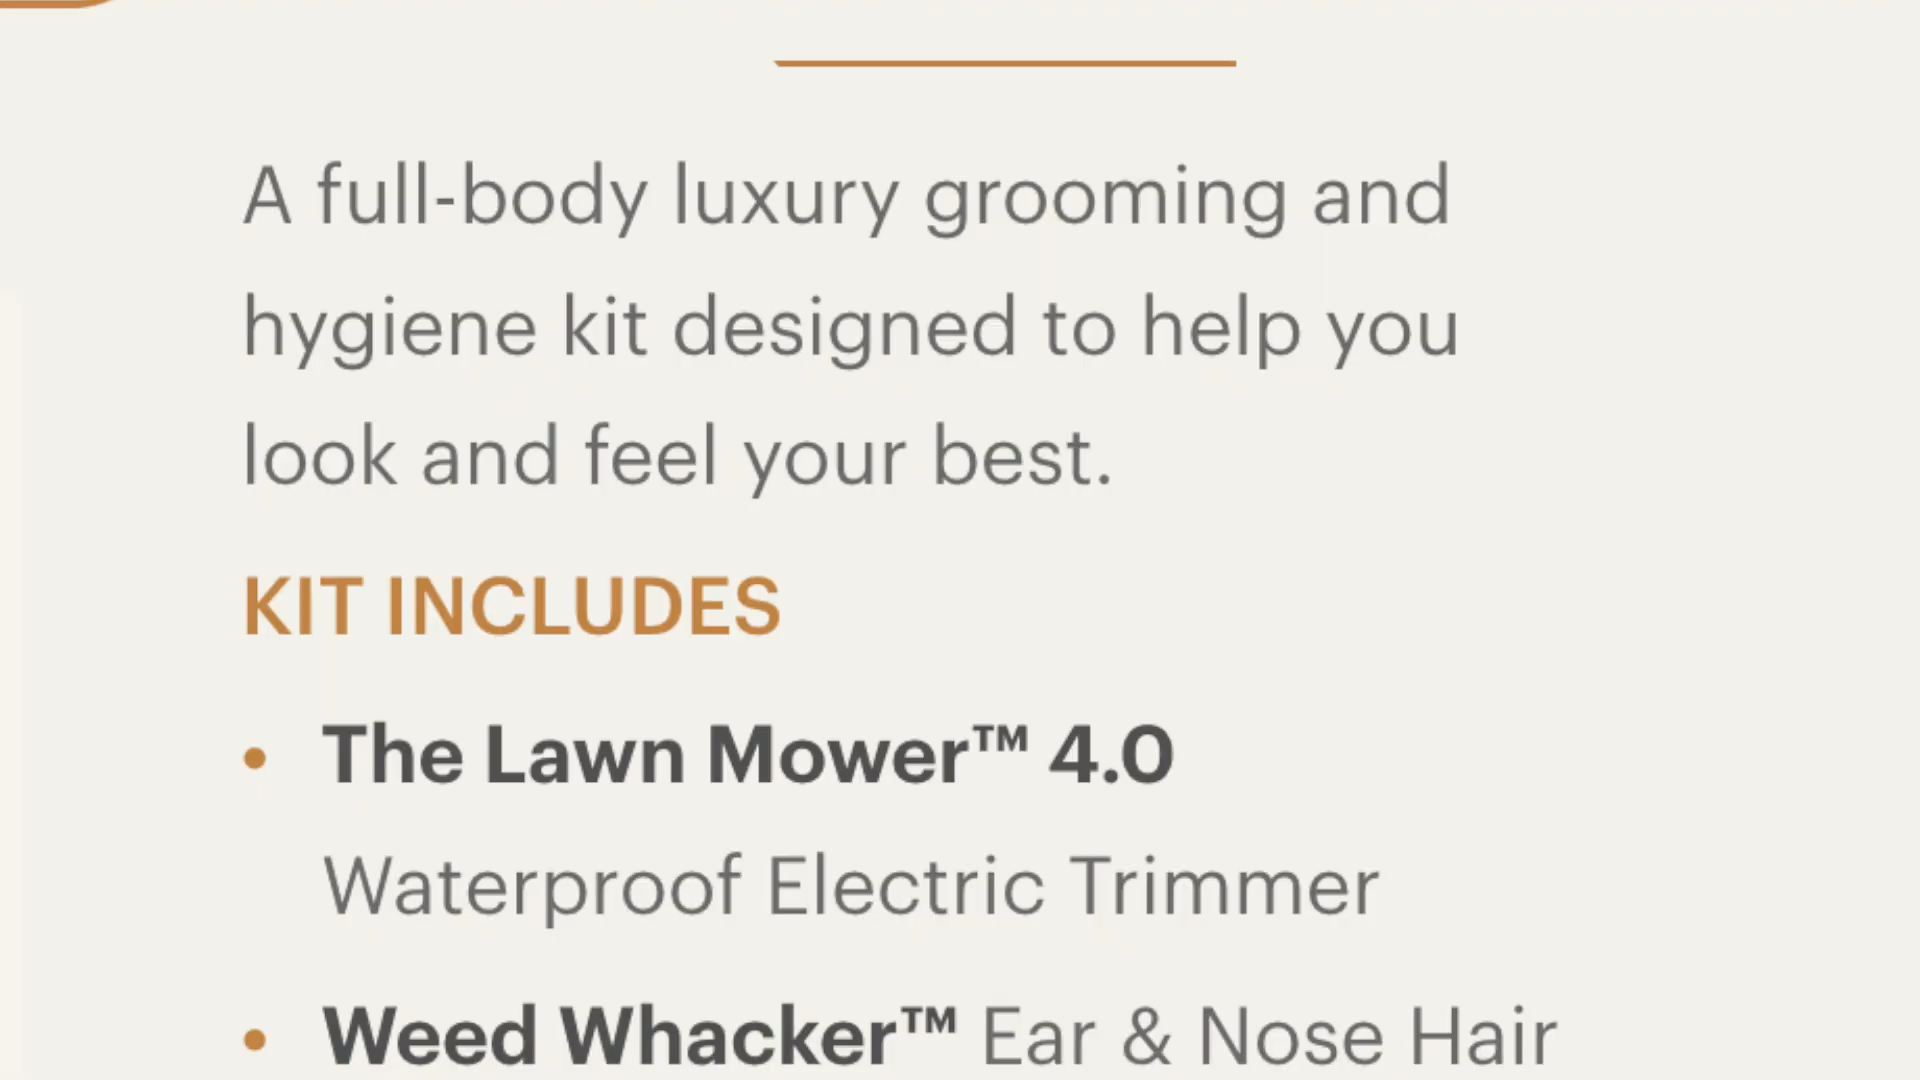 A full-body luxury grooming and
hygiene kit designed to help you
look and feel your best.
KIT INCLUDES
• The Lawn Mower™ 4.0
Waterproof Electric Trimmer
• Weed Whacker™ Ear & Nose Hair